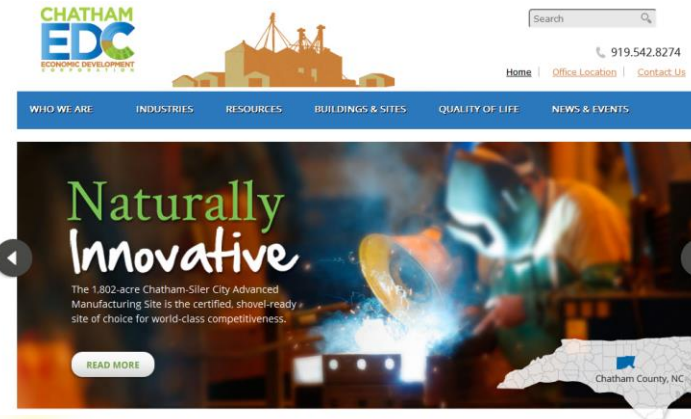 CHATHAM
EDC
ECONOMIC DEVELOPMENT
CORPORATION
Search
919.542.8274
Home | Office Location | Contact Us
WHO WE ARE INDUSTRIES RESOURCES BUILDINGS & SITES QUALITY OF LIFE NEWS & EVENTS
Naturally
Innovative
The 1,802-acre Chatham-Siler City Advanced
Manufacturing Site is the certified, shovel-ready
site of choice for world-class competitiveness.
READ MORE
Chatham County, NC